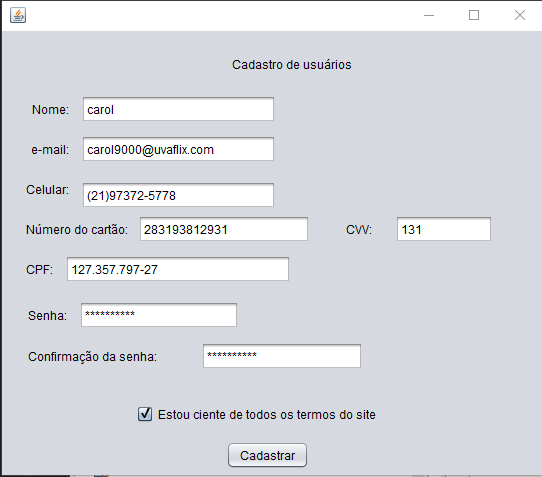 Cadastro de usuários
Nome: carol
e-mail: carol9000@uvaflix.com
Celular: (21)97372-5778
Número do cartão: 283193812931 CVV: 131
CPF: 127.357.797-27
Senha: **********
Confirmação da senha: **********
Estou ciente de todos os termos do site
Cadastrar